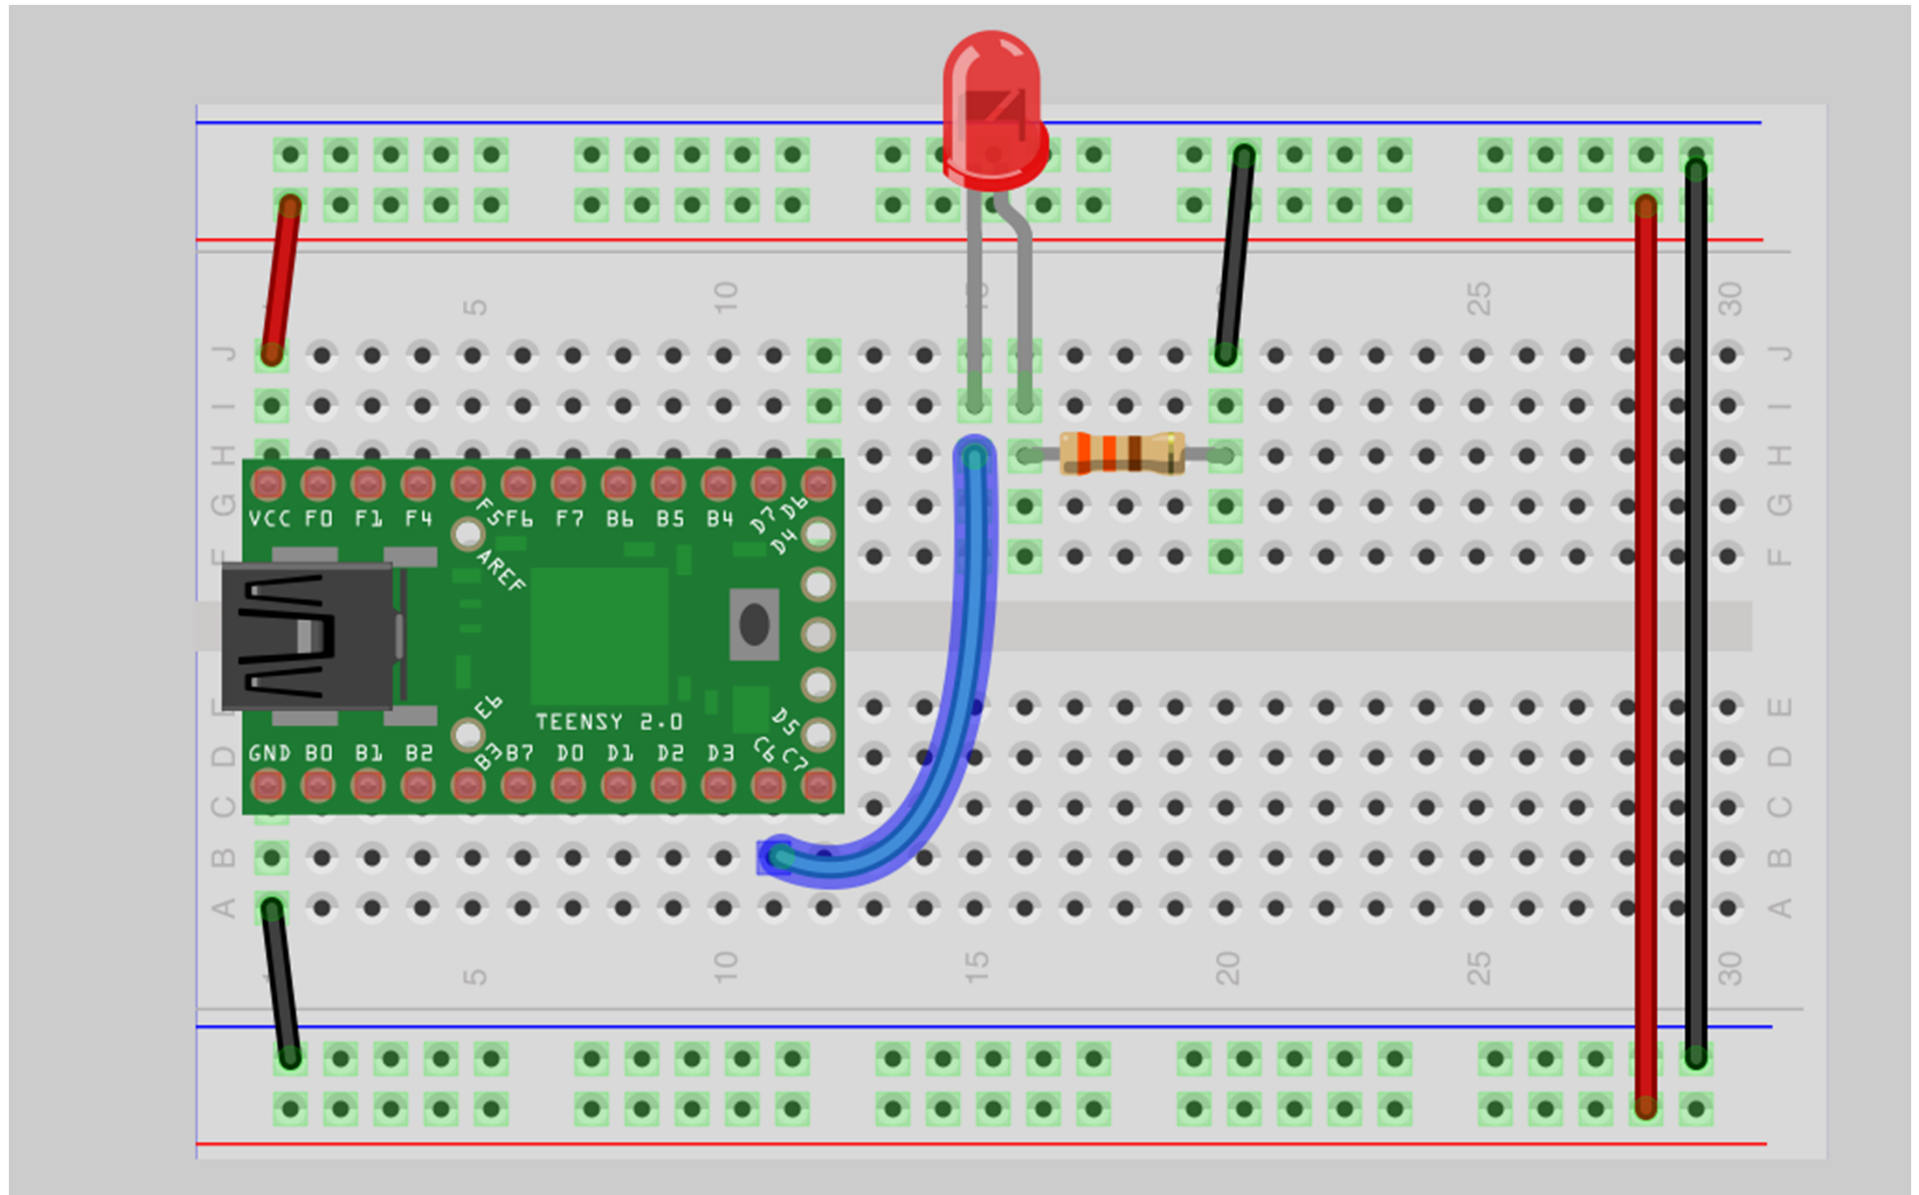 5 10 15 25 30
J J
I I
H H
G G
F F
VCC F0 F1 F4 F5 F6 F7 B6 B5 B4 D7 D6
D4
AREF
E6
TEENSY 2.0
D5
GND B0 B1 B2 B3 B7 D0 D1 D2 D3 C6 C7
E E
D D
C C
B B
A A
5 10 15 20 25 30